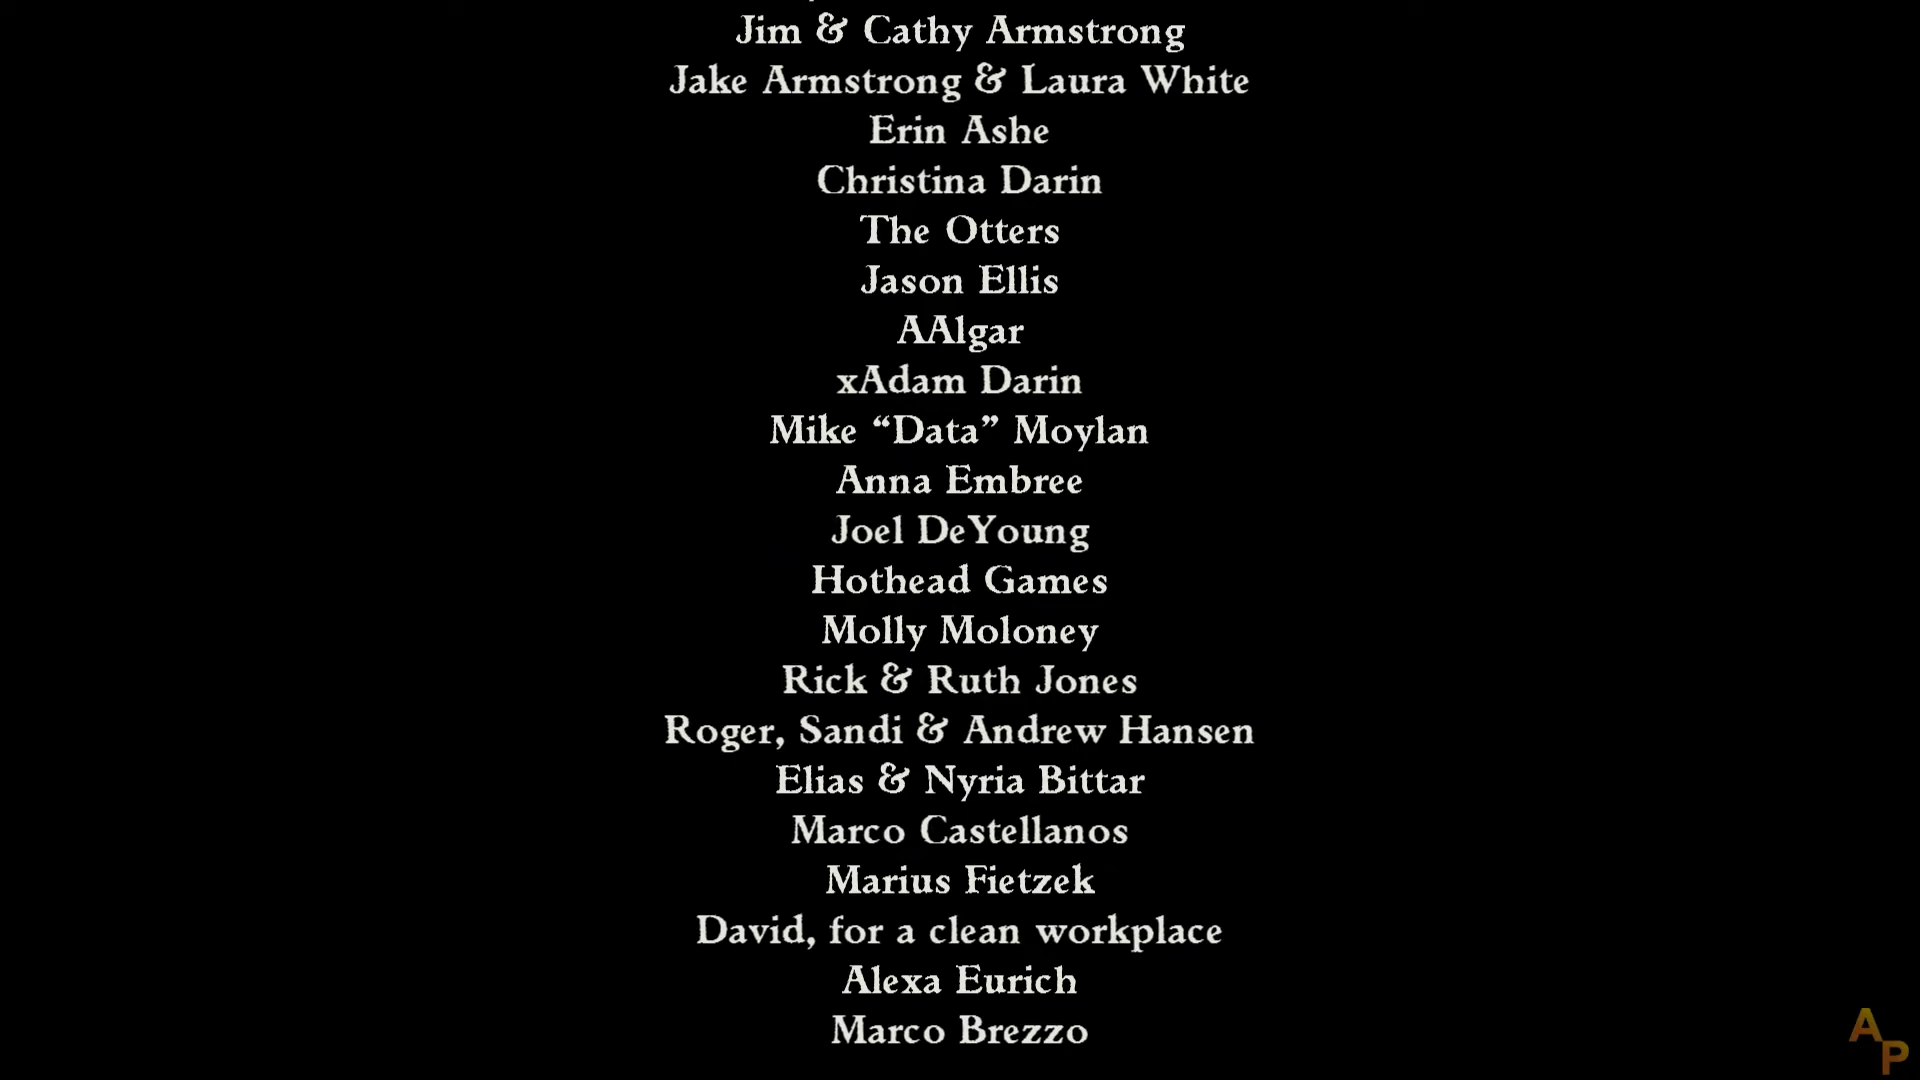 Jim & Cathy Armstrong
Jake Armstrong & Laura White
Erin Ashe
Christina Darin
The Otters
Jason Ellis
AAlgar
xAdam Darin
Mike “Data” Moylan
Anna Embree
Joel DeYoung
Hothead Games
Molly Moloney
Rick & Ruth Jones
Roger, Sandi & Andrew Hansen
Elias & Nyria Bittar
Marco Castellanos
Marius Fietzek
David, for a clean workplace
Alexa Eurich
Marco Brezzo
AP